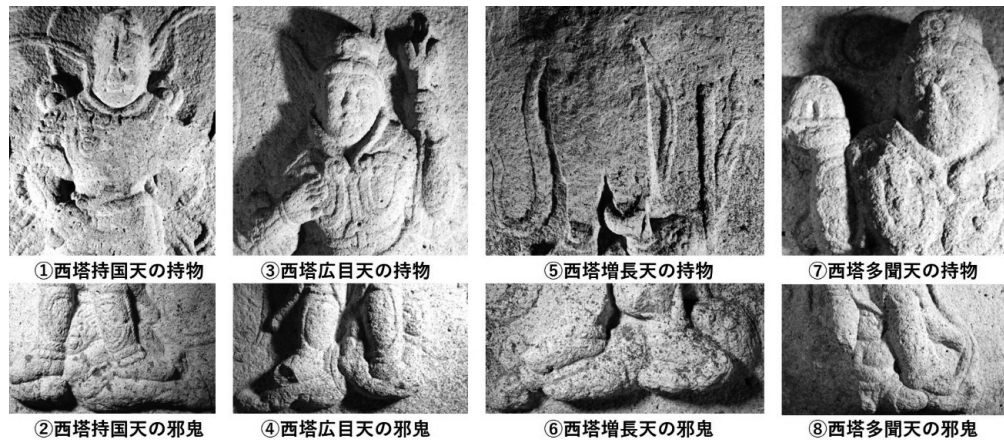 ①西塔持国天の持物
③西塔広目天の持物
⑤西塔増長天の持物
⑦西塔多聞天の持物
②西塔持国天の邪鬼
④西塔広目天の邪鬼
⑥西塔増長天の邪鬼
⑧西塔多聞天の邪鬼